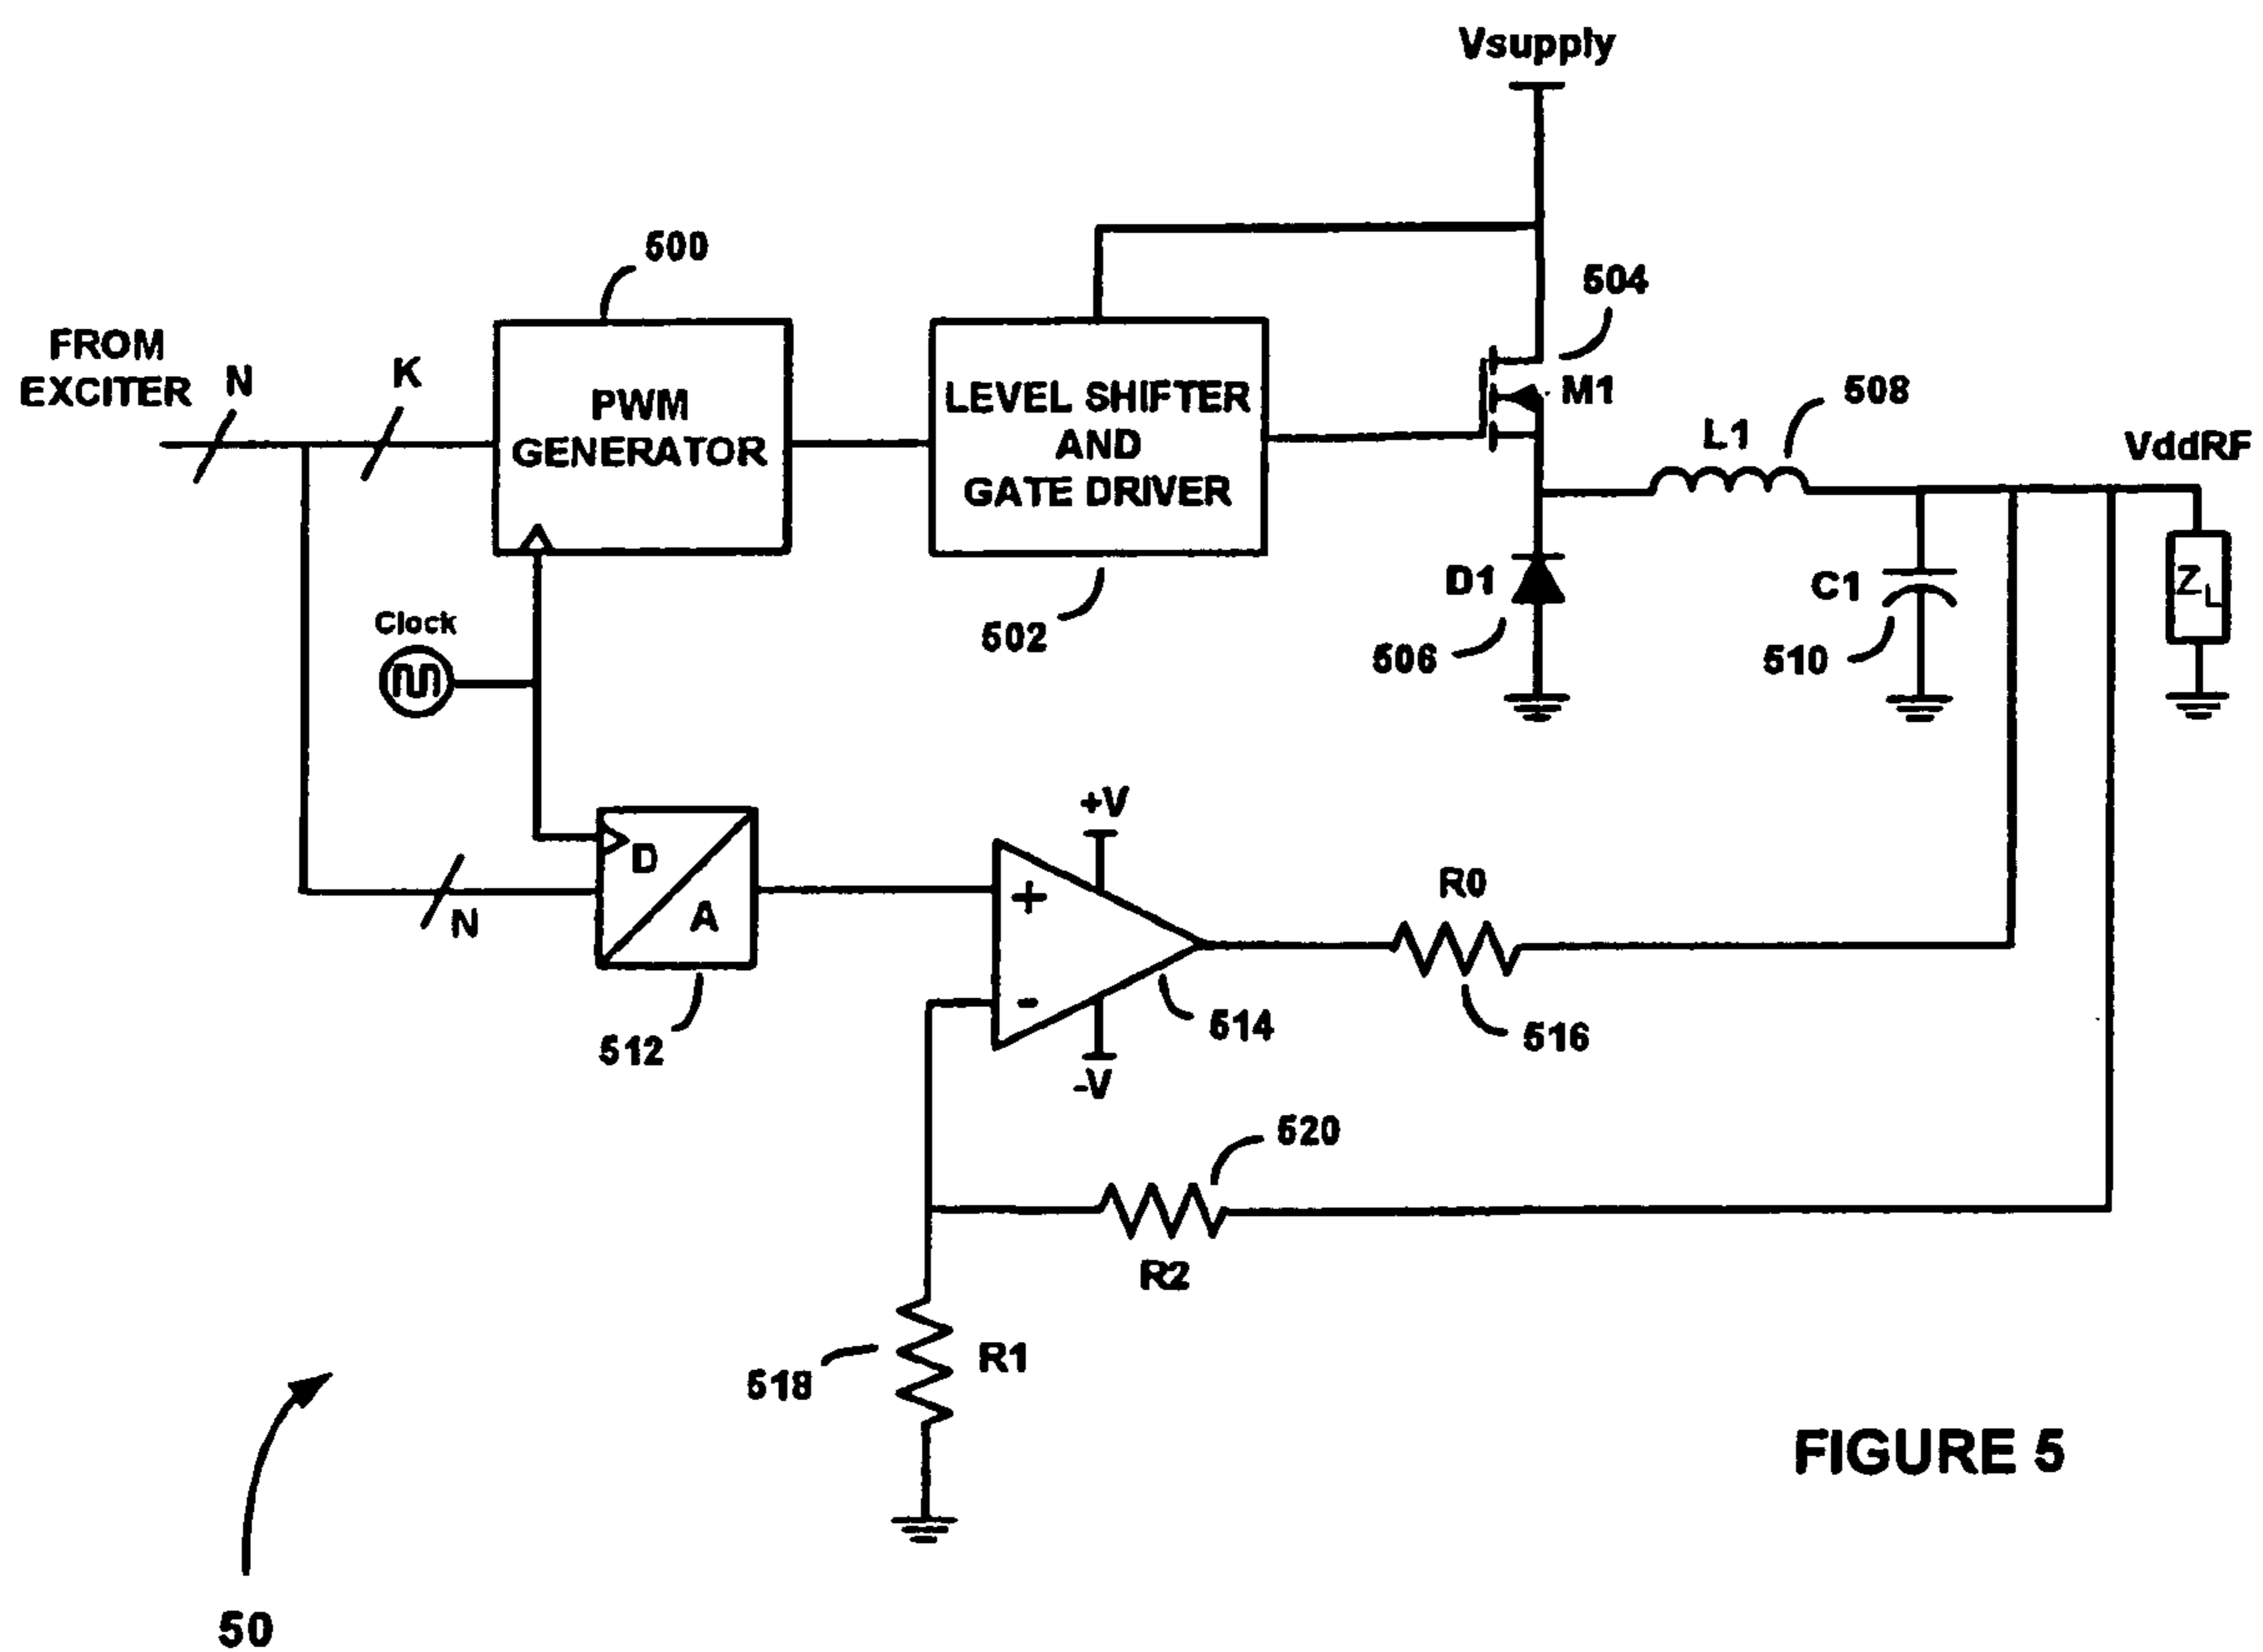 Vsupply
500
504
FROM
EXCITER
N
K
PWM
GENERATOR
LEVEL SHIFTER
AND
GATE DRIVER
M1
508
L1
VddRF
Clock
502
D1
506
C1
510
ZL
+V
D
A
N
512
+
-
-V
514
R0
516
520
R2
518
R1
FIGURE 5
50